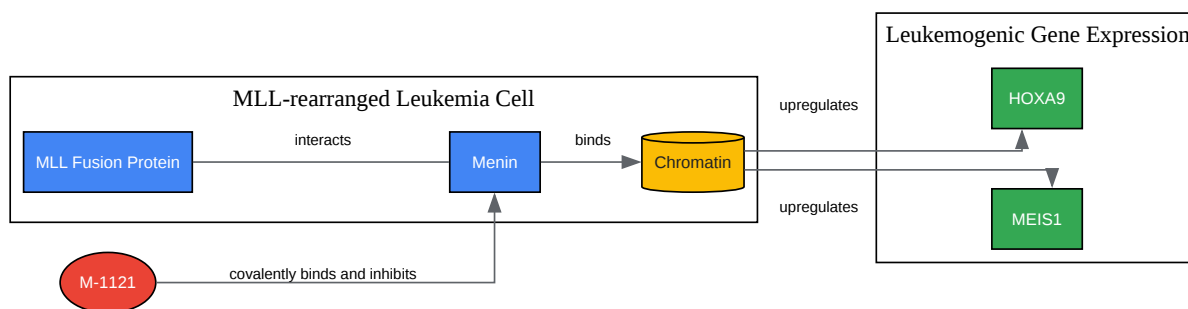 Leukemogenic Gene Expression
HOXA9
upregulates
MLL-rearranged Leukemia Cell
MLL Fusion Protein
interacts
Menin
binds
Chromatin
upregulates
MEIS1
M-1121
covalently binds and inhibits